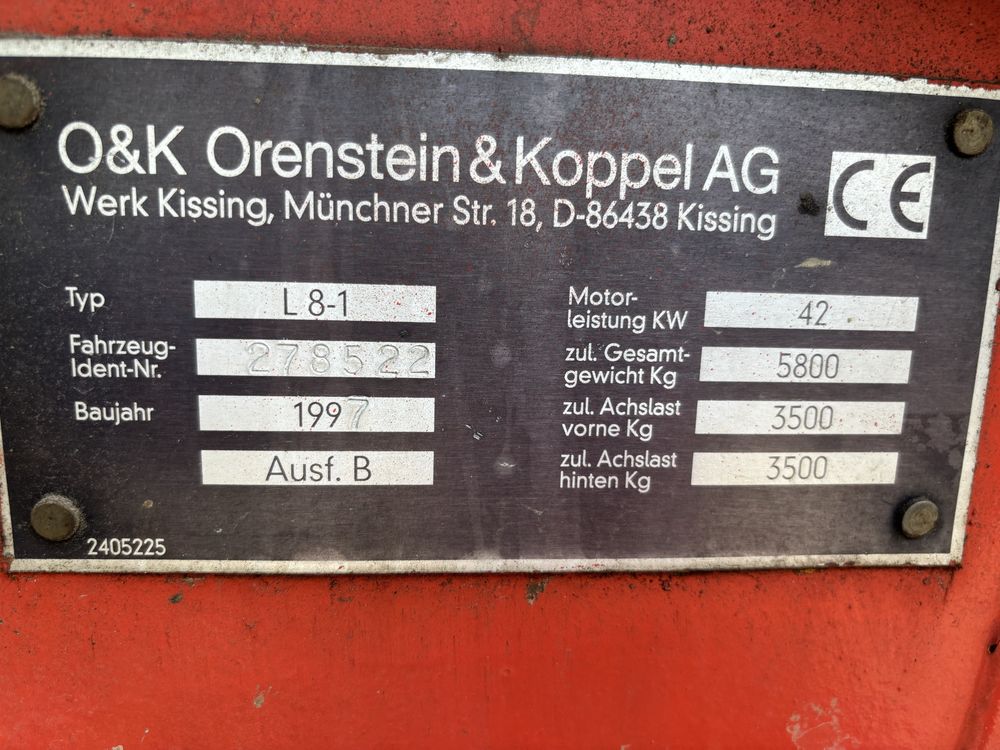 O&K Orenstein & Koppel AG
Werk Kissing, Münchner Str. 18, D-86438 Kissing
CE
Typ L 8-1
Fahrzeug-
Ident-Nr. 278522
Baujahr 1997
Ausf. B
Motor-
leistung KW 42
zul. Gesamt-
gewicht Kg 5800
zul. Achslast
vorne Kg 3500
zul. Achslast
hinten Kg 3500
2405225